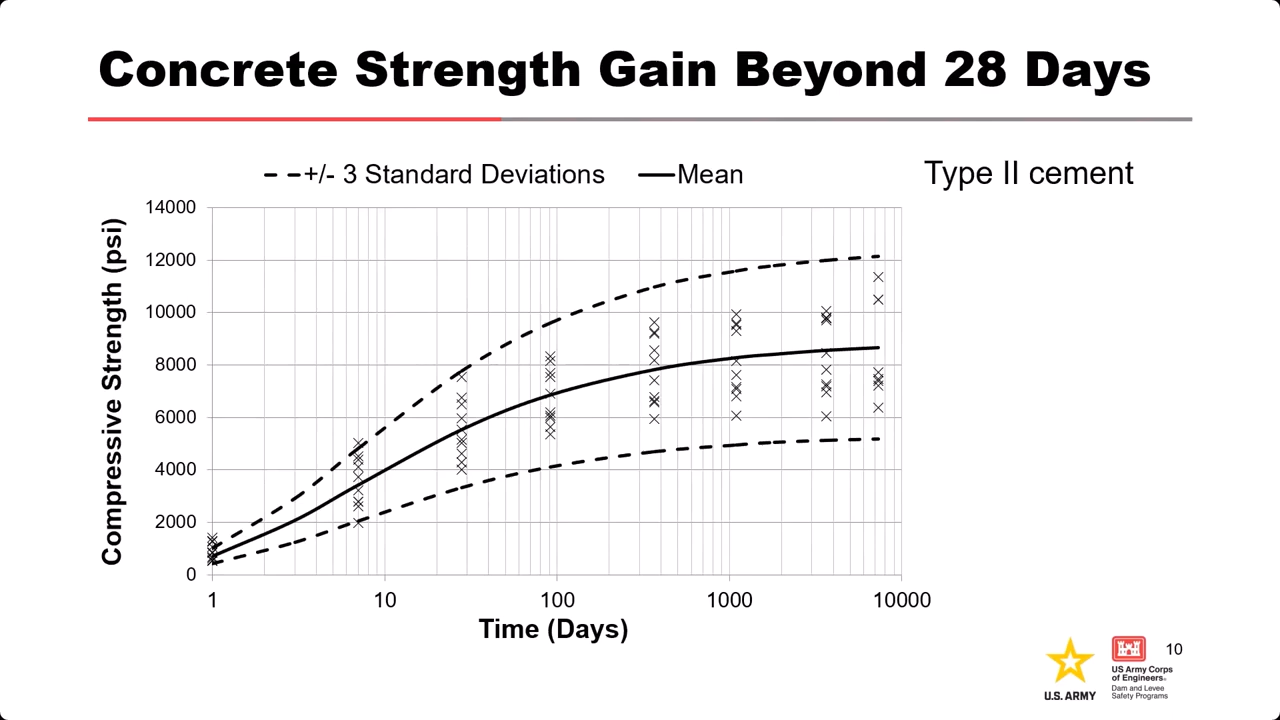 Concrete Strength Gain Beyond 28 Days
+/- 3 Standard Deviations
Mean
Type II cement
Compressive Strength (psi)
14000
12000
10000
8000
6000
4000
2000
0
1
10
100
1000
10000
Time (Days)
U.S. ARMY
US Army Corps
of Engineers®
Dam and Levee
Safety Programs
10